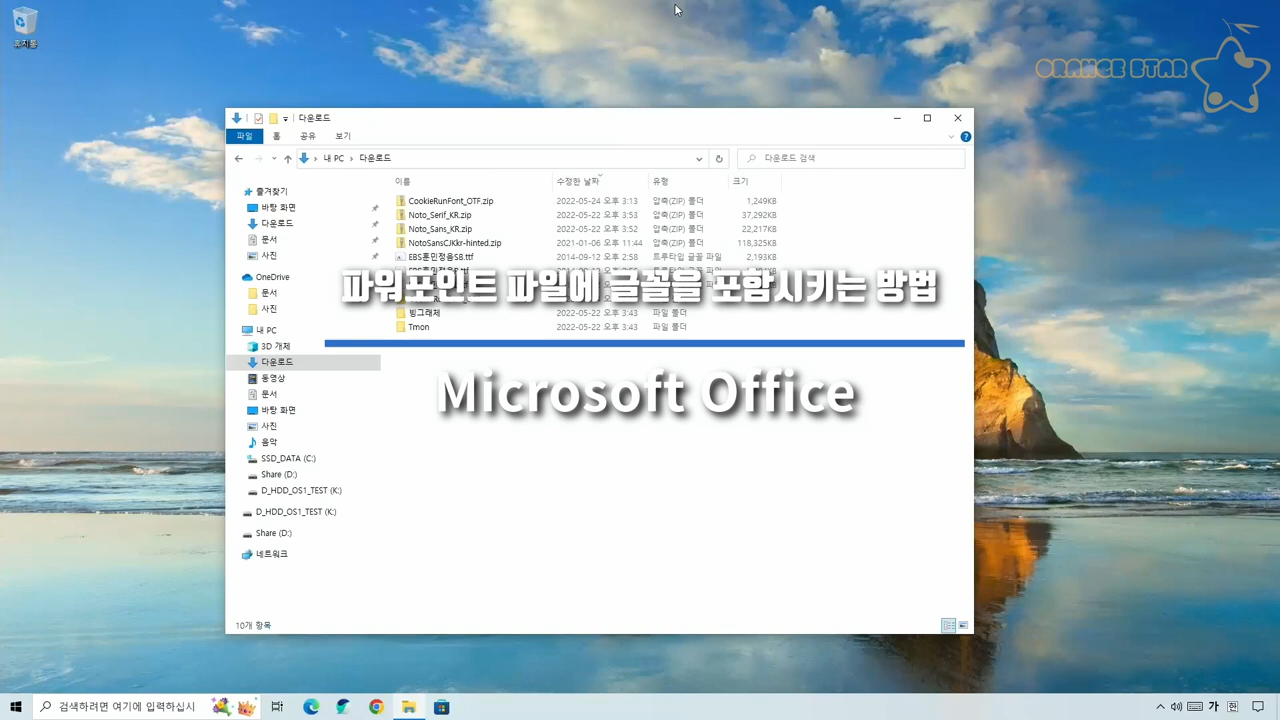 휴지통
ORANGE STAR
다운로드
파일 홈 공유 보기
내 PC 다운로드
다운로드 검색
이름 수정한 날짜 유형 크기
CookieRunFont_OTF.zip 2022-05-24 오후 3:13 압축(ZIP) 폴더 1,249KB
Noto_Serif_KR.zip 2022-05-22 오후 3:53 압축(ZIP) 폴더 37,292KB
Noto_Sans_KR.zip 2022-05-22 오후 3:52 압축(ZIP) 폴더 22,217KB
NotoSansCJKkr-hinted.zip 2021-01-06 오후 11:44 압축(ZIP) 폴더 118,325KB
EBS훈민정음SB.ttf 2014-09-12 오후 2:58 트루타입 글꼴 파일 2,193KB
파워포인트 파일에 글꼴을 포함시키는 방법
빙그래체 2022-05-22 오후 3:43 파일 폴더
Tmon 2022-05-22 오후 3:43 파일 폴더
Microsoft Office
즐겨찾기
바탕 화면
다운로드
문서
사진
OneDrive
문서
사진
내 PC
3D 개체
다운로드
동영상
문서
바탕 화면
사진
음악
SSD_DATA (C:)
Share (D:)
D_HDD_OS1_TEST (K:)
D_HDD_OS1_TEST (K:)
Share (D:)
네트워크
10개 항목
검색하려면 여기에 입력하십시
가